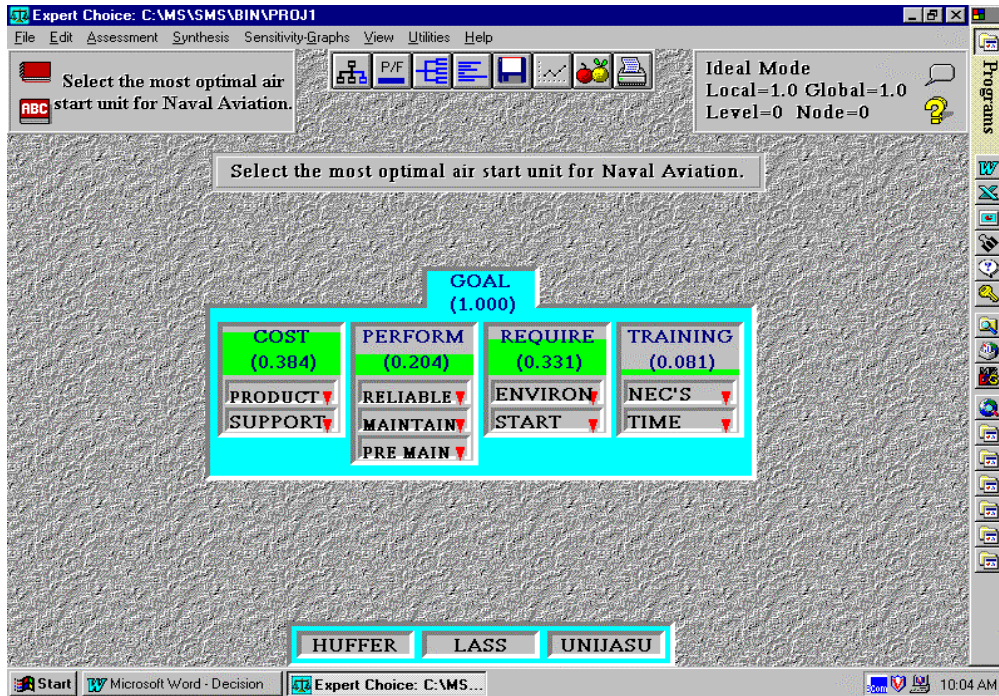 Expert Choice: C:\MS\SMS\BIN\PROJ1
File Edit Assessment Synthesis Sensitivity-Graphs View Utilities Help
P/F
ABC
Select the most optimal air
start unit for Naval Aviation.
Ideal Mode
Local=1.0 Global=1.0
Level=0 Node=0
Programs
Select the most optimal air start unit for Naval Aviation.
GOAL
(1.000)
COST
(0.384)
PRODUCT
SUPPORT
PERFORM
(0.204)
RELIABLE
MAINTAIN
PRE MAIN
REQUIRE
(0.331)
ENVIRON
START
TRAINING
(0.081)
NEC'S
TIME
HUFFER LASS UNIJASU
Start Microsoft Word - Decision Expert Choice: C:\MS... 10:04 AM